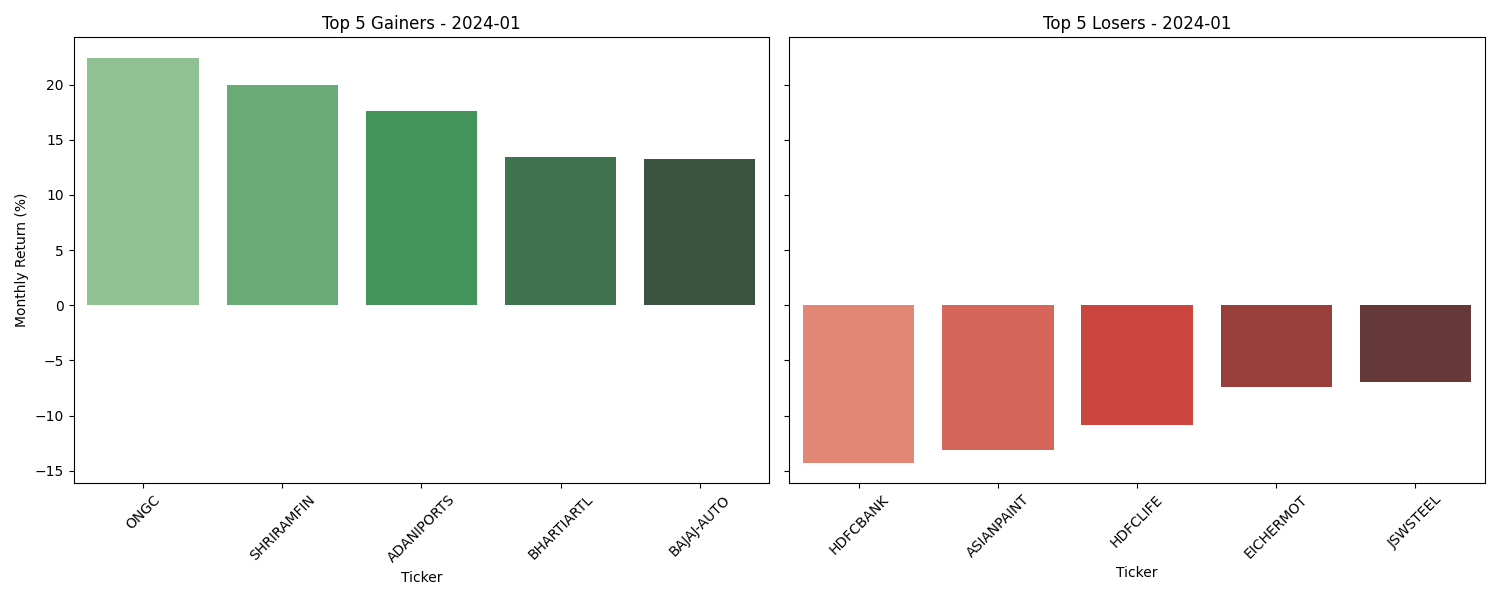 Top 5 Gainers - 2024-01
Monthly Return (%)
20
15
10
5
0
−5
−10
−15
ONGC
SHRIRAMFIN
ADANIPORTS
BHARTIARTL
BAJAJ-AUTO
Ticker
Top 5 Losers - 2024-01
HDFCBANK
ASIANPAINT
HDFCLIFE
EICHERMOT
JSWSTEEL
Ticker